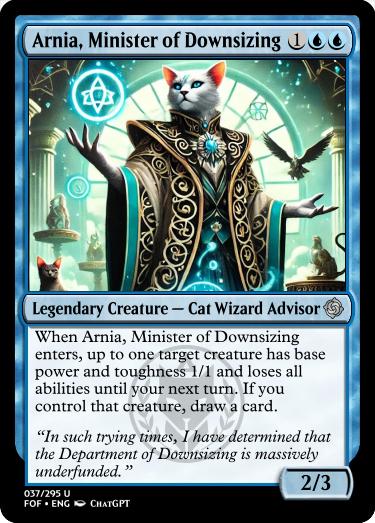 Arnia, Minister of Downsizing 1
Legendary Creature — Cat Wizard Advisor
When Arnia, Minister of Downsizing
enters, up to one target creature has base
power and toughness 1/1 and loses all
abilities until your next turn. If you
control that creature, draw a card.
“In such trying times, I have determined that
the Department of Downsizing is massively
underfunded.”
2/3
037/295 U
FOF • ENG ChatGPT